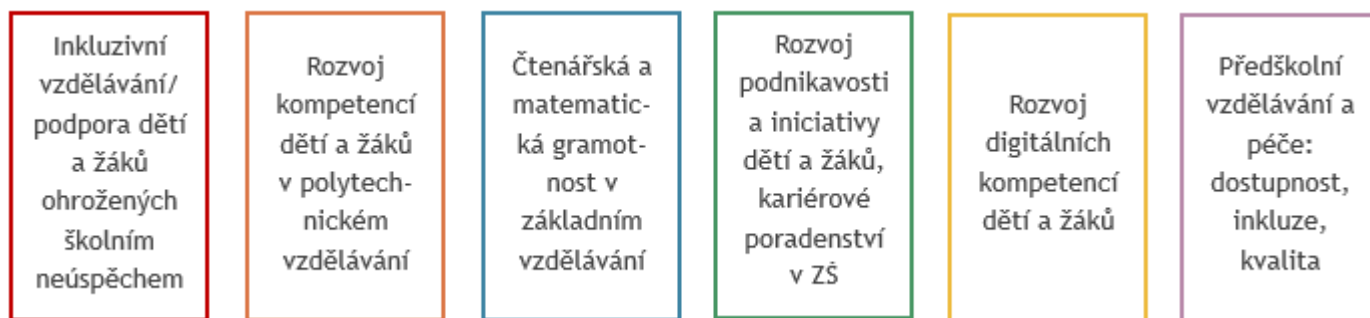 Inkluzivní
vzdělávání/
podpora dětí
a žáků
ohrožených
školním
neúspěchem
Rozvoj
kompetencí
dětí a žáků
v polytech-
nickém
vzdělávání
Čtenářská a
matematic-
ká gramot-
nost v
základním
vzdělávání
Rozvoj
podnikavosti
a iniciativy
dětí a žáků,
kariérové
poradenství
v ZŠ
Rozvoj
digitálních
kompetencí
dětí a žáků
Předškolní
vzdělávání a
péče:
dostupnost,
inkluze,
kvalita